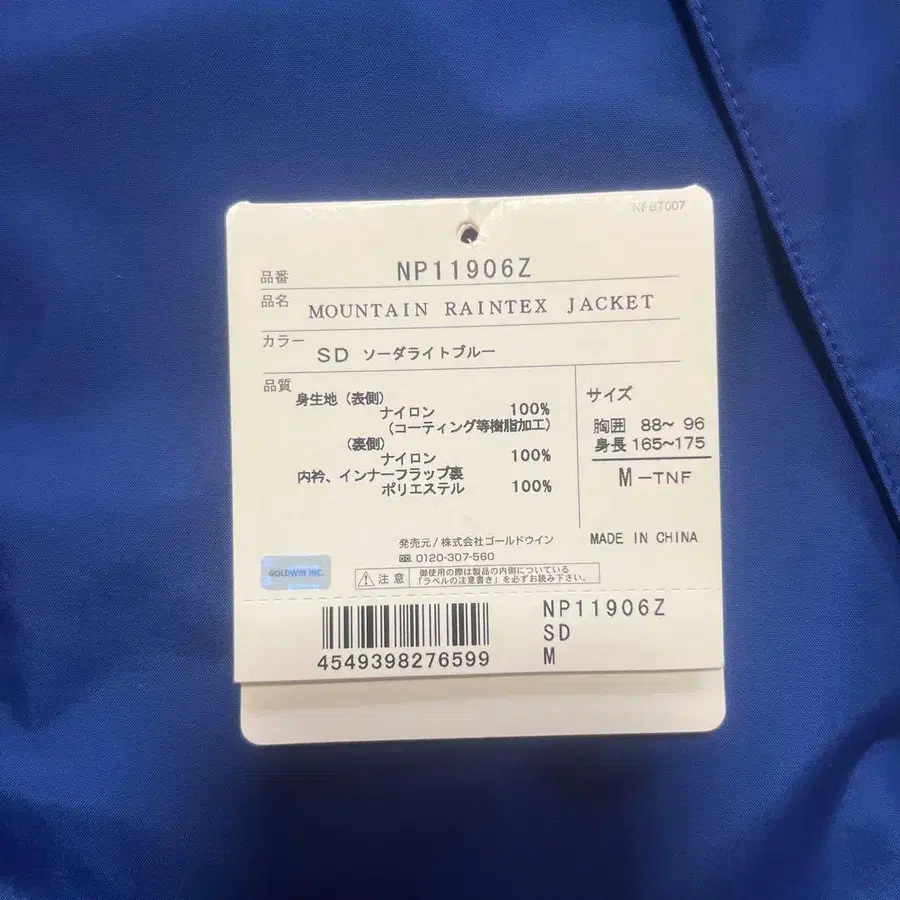 RFBT007
品番 NP11906Z
品名 MOUNTAIN RAINTEX JACKET
カラー SD ソーダライトブルー
品質
身生地（表側）
ナイロン 100%
（コーティング等樹脂加工）
（裏側）
ナイロン 100%
内衿、インナーフラップ裏
ポリエステル 100%
サイズ
胸囲 88～ 96
身長 165～175
M－TNF
MADE IN CHINA
発売元/株式会社ゴールドウイン
0120-307-560
GOLDWIN INC.
注意 御使用の際は製品の内側についている
「ラベルの注意書き」を必ずお読み下さい。
4549398276599
NP11906Z
SD
M